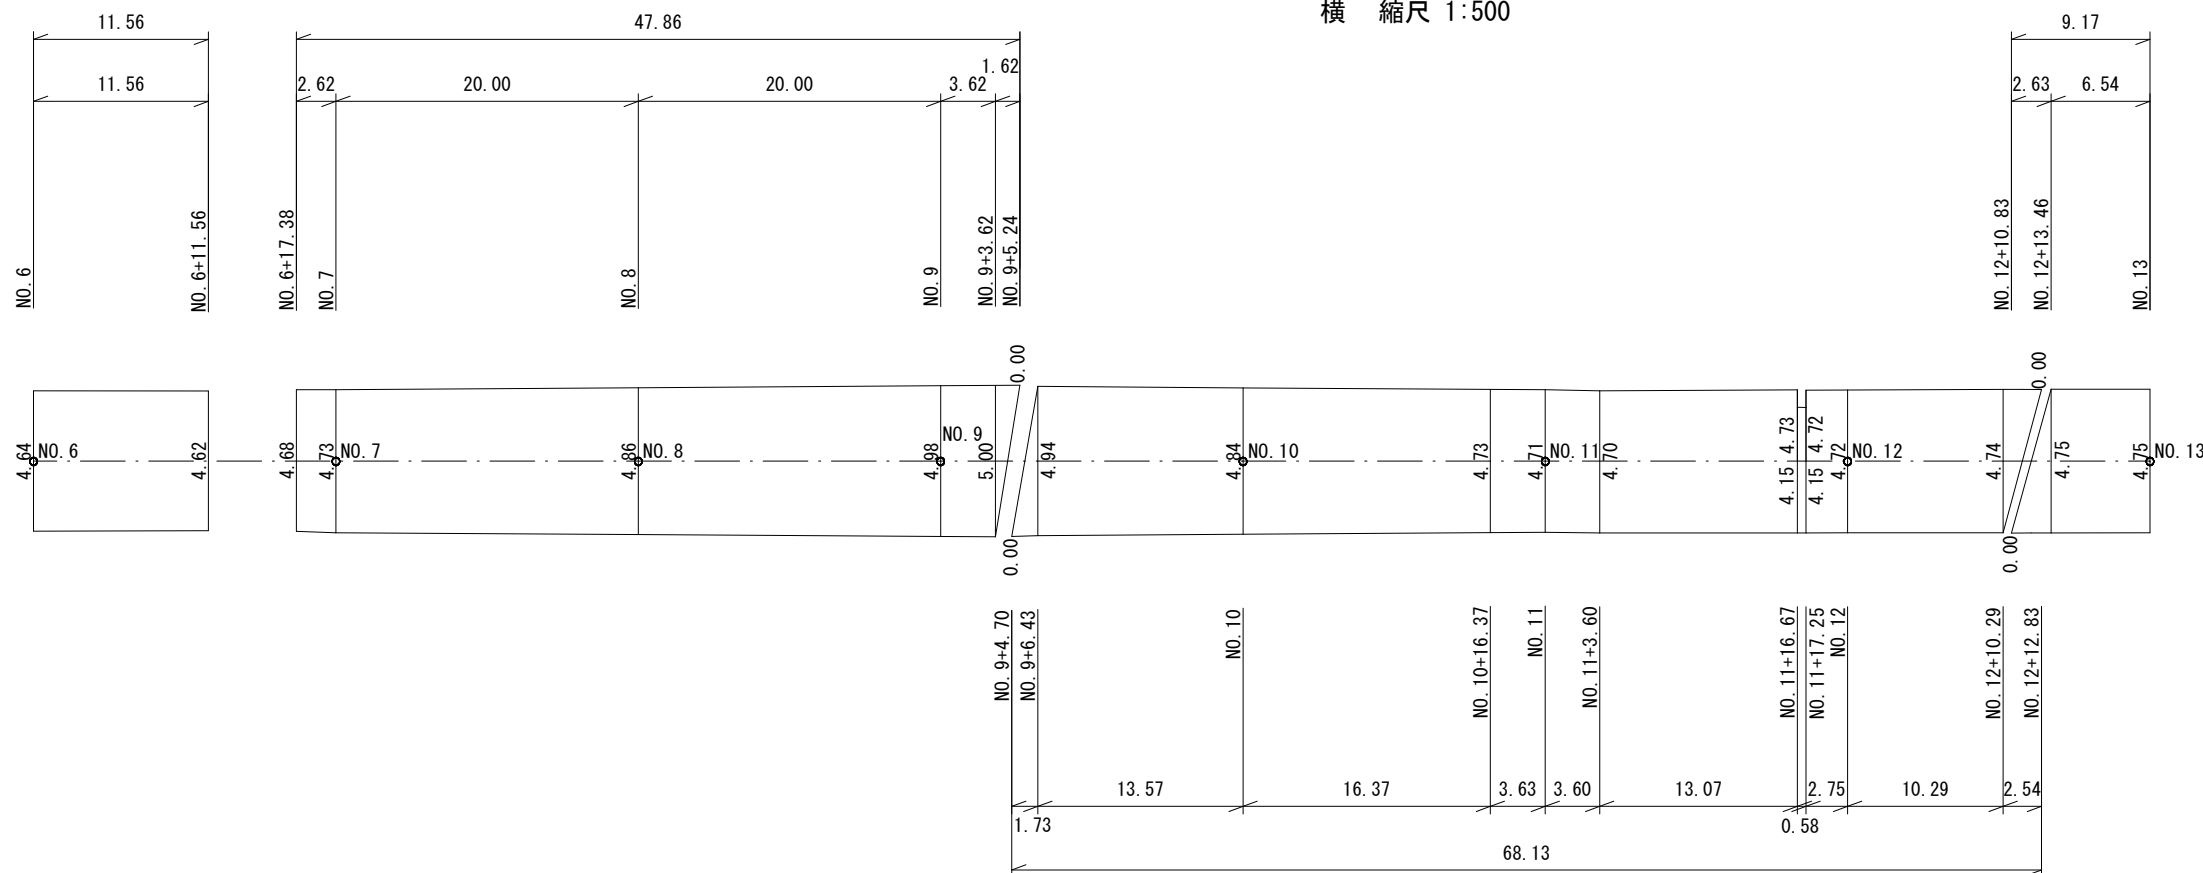 横 縮尺 1:500
11.56
47.86
9.17
1.62
11.56
2.62
20.00
20.00
3.62
2.63
6.54
NO.6
NO.6+11.56
NO.6+17.38
NO.7
NO.8
NO.9
NO.9+3.62
NO.9+5.24
NO.12+10.83
NO.12+13.46
NO.13
0.00
0.00
4.64
NO.6
4.62
4.68
4.73
NO.7
4.86
NO.8
4.98
NO.9
5.00
4.94
4.84
NO.10
4.73
4.71
NO.11
4.70
4.15
4.73
4.15
4.72
4.72
NO.12
4.74
4.75
4.75
NO.13
0.00
0.00
NO.9+4.70
NO.9+6.43
NO.10
NO.10+16.37
NO.11
NO.11+3.60
NO.11+16.67
NO.11+17.25
NO.12
NO.12+10.29
NO.12+12.83
13.57
16.37
3.63
3.60
13.07
2.75
10.29
2.54
1.73
0.58
68.13